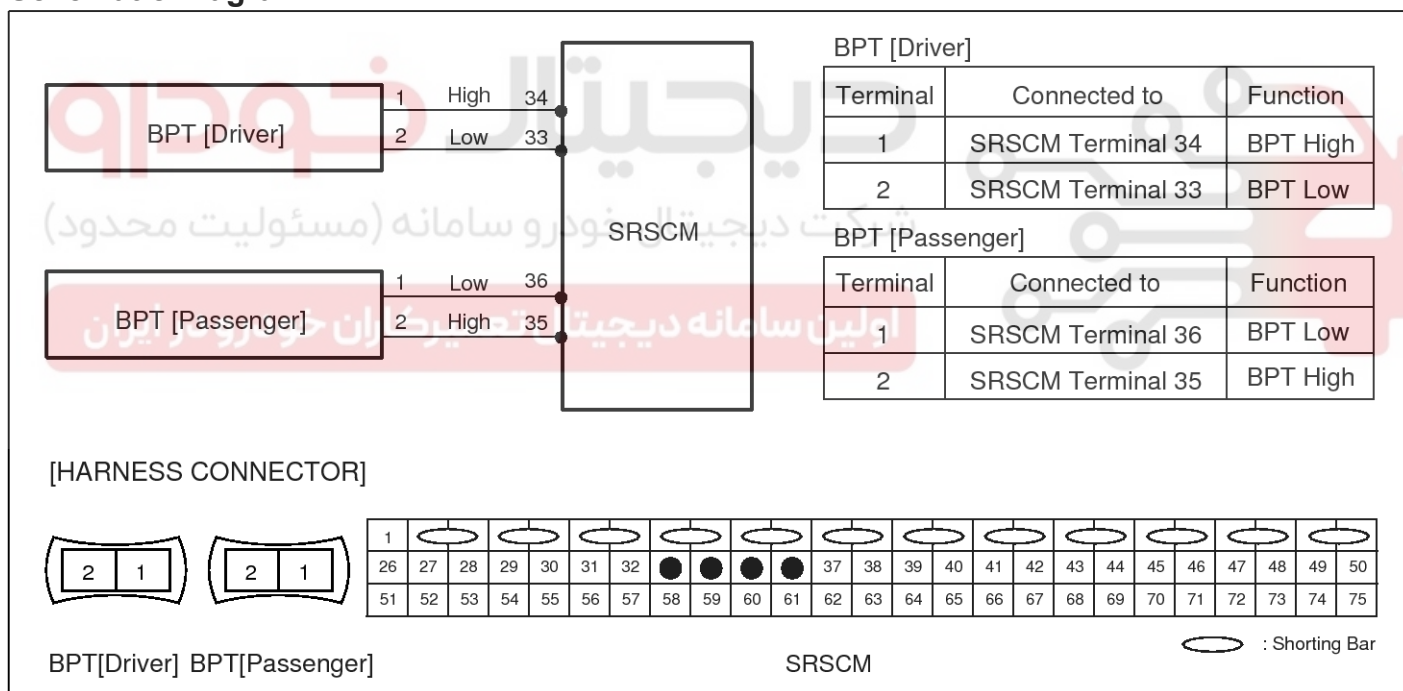 BPT [Driver]
1 High 34
2 Low 33
BPT [Passenger]
1 Low 36
2 High 35
SRSCM
BPT [Driver]
Terminal Connected to Function
1 SRSCM Terminal 34 BPT High
2 SRSCM Terminal 33 BPT Low
BPT [Passenger]
Terminal Connected to Function
1 SRSCM Terminal 36 BPT Low
2 SRSCM Terminal 35 BPT High
دیجیتال خودرو
شرکت دیجیتال خودرو سامانه (مسئولیت محدود)
اولین سامانه دیجیتال تعمیرکاران خودرو در ایران
[HARNESS CONNECTOR]
2 1
2 1
1
26 27 28 29 30 31 32 37 38 39 40 41 42 43 44 45 46 47 48 49 50
51 52 53 54 55 56 57 58 59 60 61 62 63 64 65 66 67 68 69 70 71 72 73 74 75
: Shorting Bar
BPT[Driver] BPT[Passenger] SRSCM